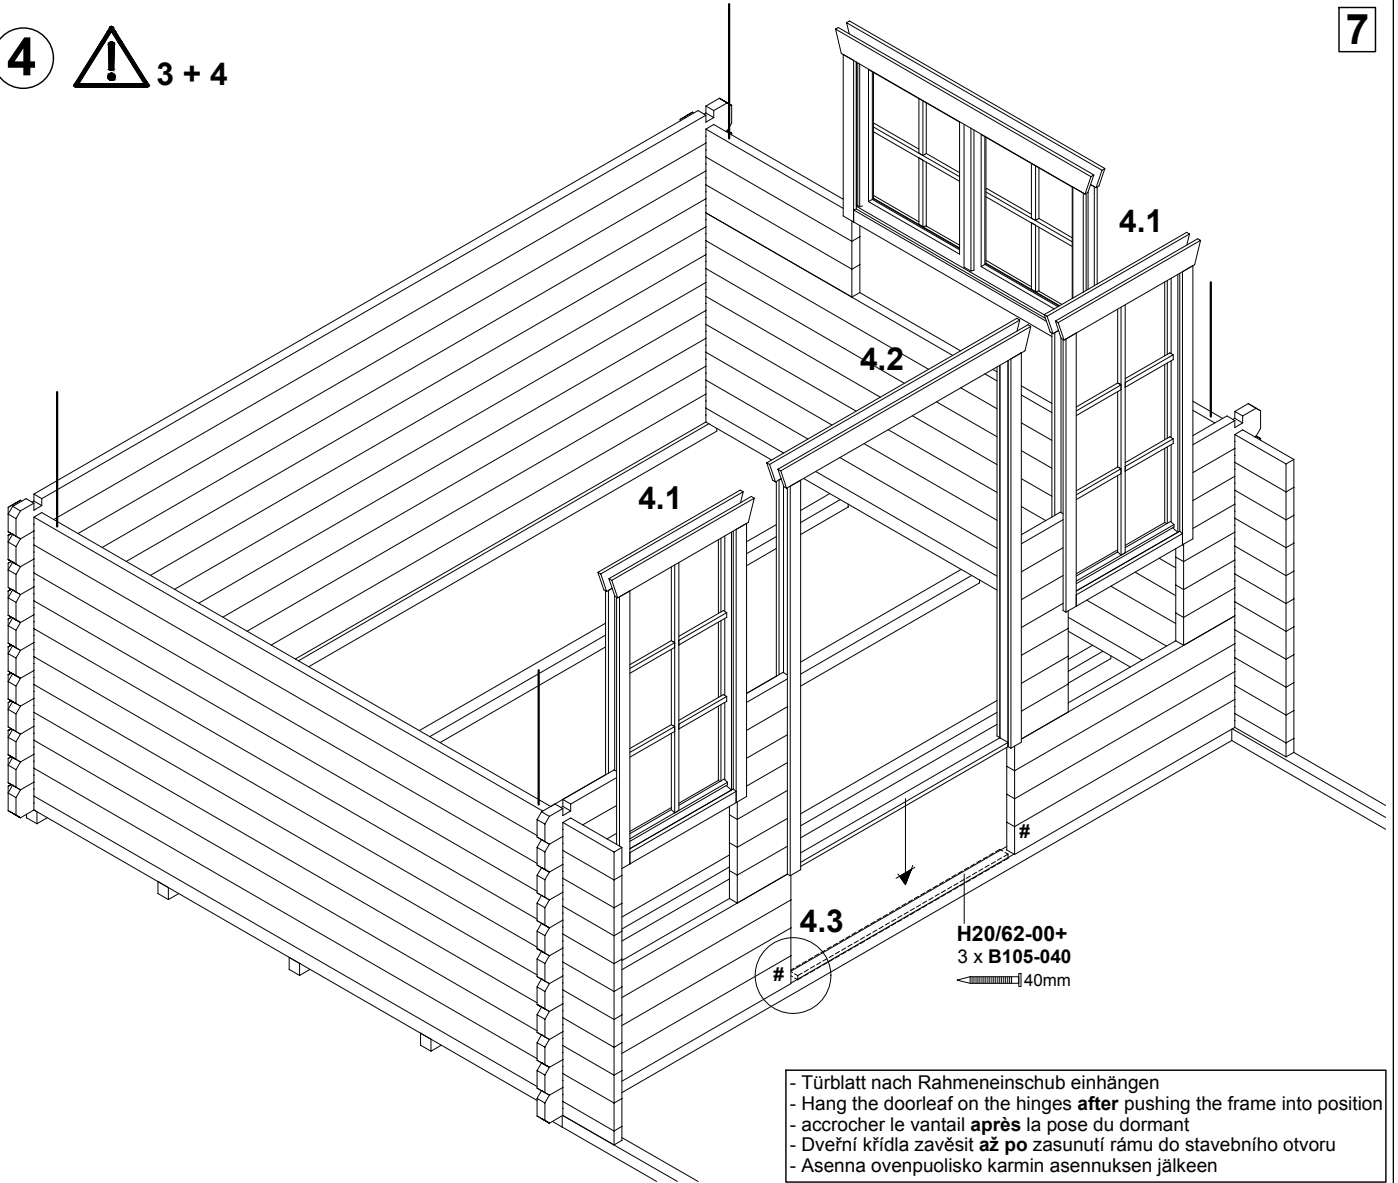 4
3 + 4
7
4.1
4.2
4.1
#
4.3
#
H20/62-00+
3 x B105-040
40mm
- Türblatt nach Rahmeneinschub einhängen
- Hang the doorleaf on the hinges after pushing the frame into position
- accrocher le vantail après la pose du dormant
- Dveřní křídla zavěsit až po zasunutí rámu do stavebního otvoru
- Asenna ovenpuolisko karmin asennuksen jälkeen